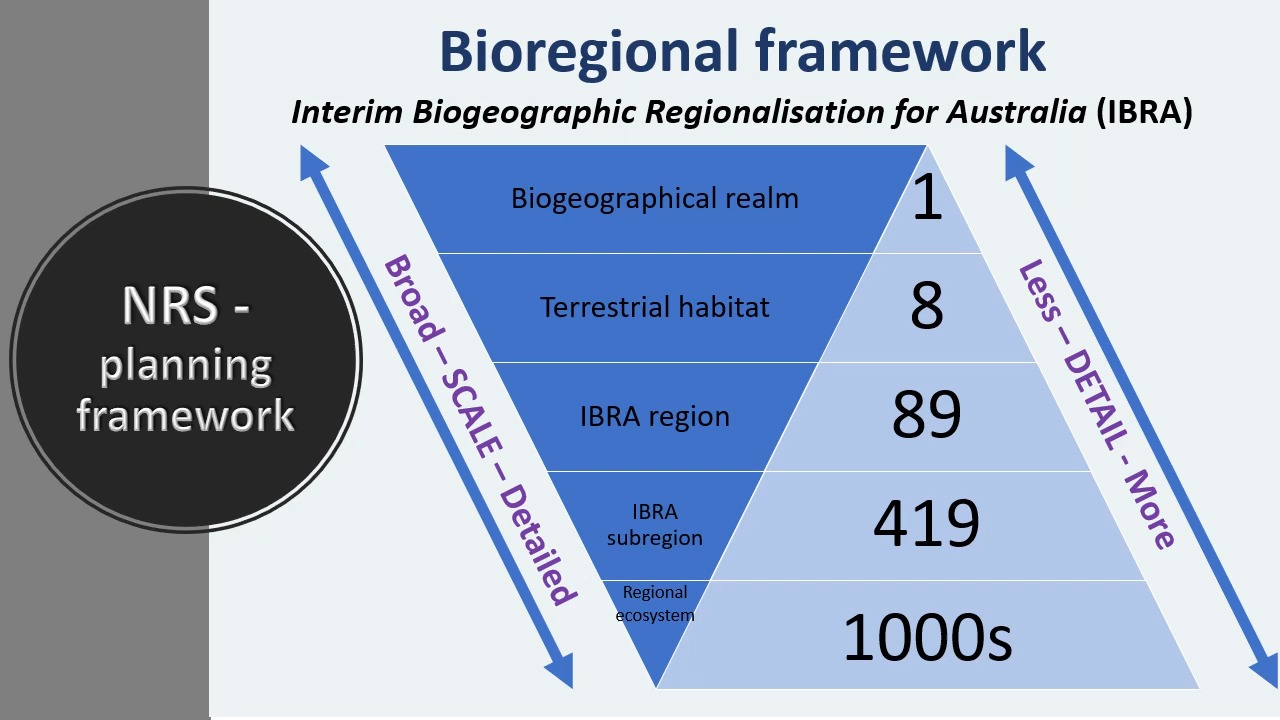 Bioregional framework
Interim Biogeographic Regionalisation for Australia (IBRA)
NRS -
planning
framework
Broad – SCALE – Detailed
Biogeographical realm
1
Terrestrial habitat
8
IBRA region
89
IBRA
subregion
419
Regional
ecosystem
1000s
Less – DETAIL - More